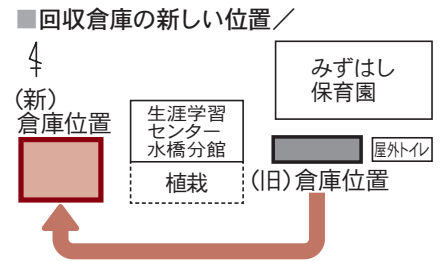 ■回収倉庫の新しい位置／
みずはし
保育園
(新)
倉庫位置
生涯学習
センター
水橋分館
植栽
屋外トイレ
(旧)倉庫位置